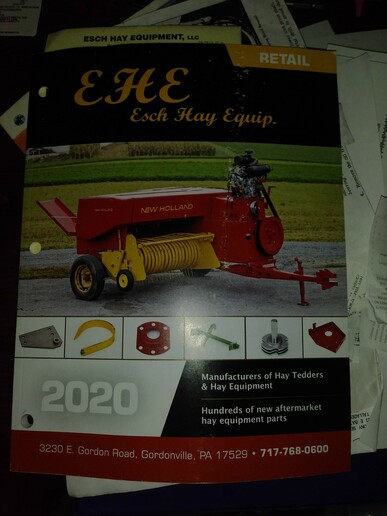 ESCH HAY EQUIPMENT, LLC
RETAIL
EHE
Esch Hay Equip.
NEW HOLLAND
2020
Manufacturers of Hay Tedders
& Hay Equipment
Hundreds of new aftermarket
hay equipment parts
3230 E. Gordon Road, Gordonville, PA 17529 • 717-768-0600